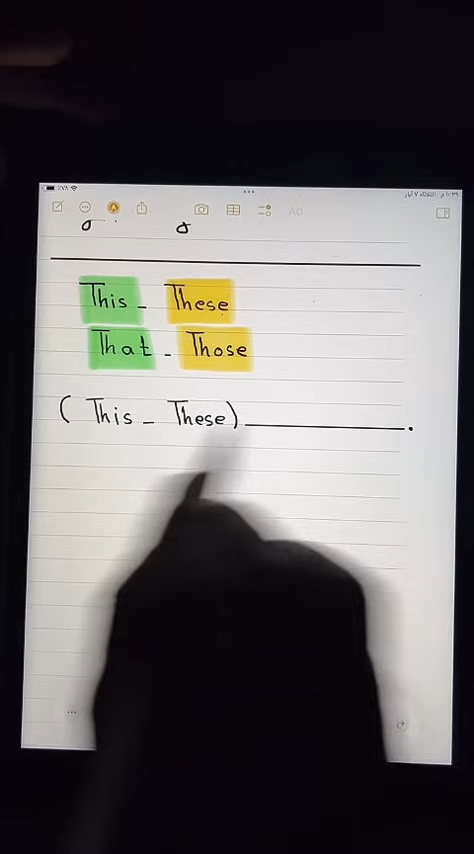 This - These
That - Those
( This - These) ________.